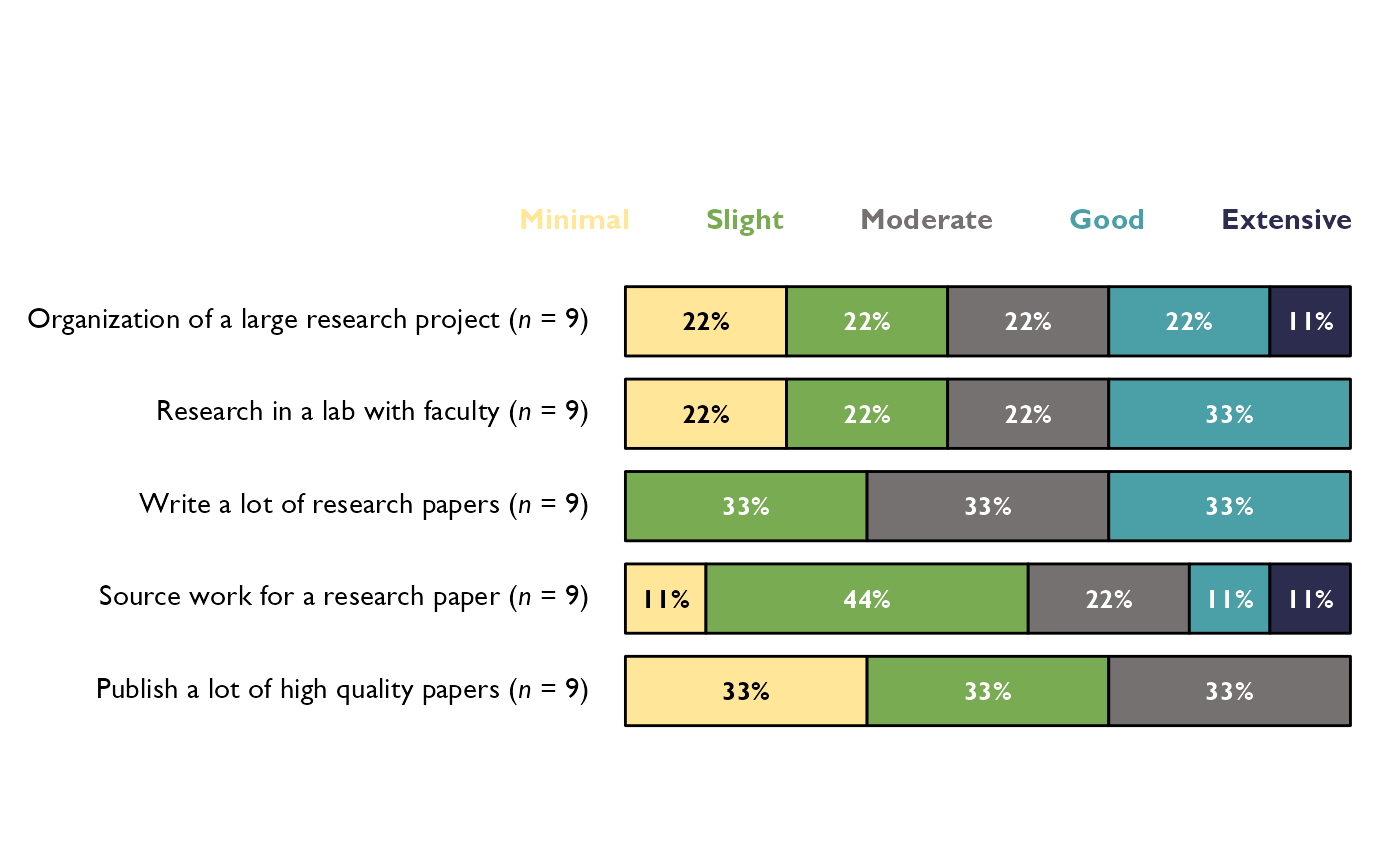 Minimal Slight Moderate Good Extensive
Organization of a large research project (n = 9) 22% 22% 22% 22% 11%
Research in a lab with faculty (n = 9) 22% 22% 22% 33%
Write a lot of research papers (n = 9) 33% 33% 33%
Source work for a research paper (n = 9) 11% 44% 22% 11% 11%
Publish a lot of high quality papers (n = 9) 33% 33% 33%